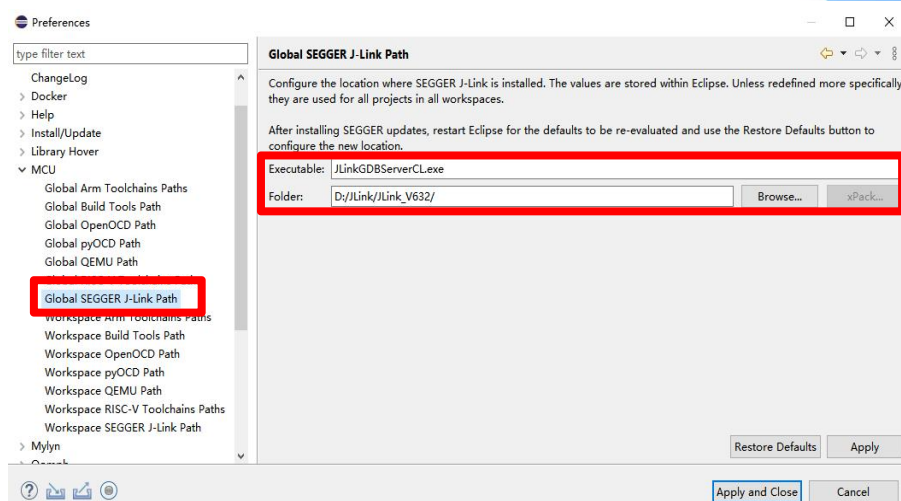 Preferences
type filter text
ChangeLog
Docker
Help
Install/Update
Library Hover
MCU
Global Arm Toolchains Paths
Global Build Tools Path
Global OpenOCD Path
Global pyOCD Path
Global QEMU Path
Global SEGGER J-Link Path
Workspace Arm Toolchains Paths
Workspace Build Tools Path
Workspace OpenOCD Path
Workspace pyOCD Path
Workspace QEMU Path
Workspace RISC-V Toolchains Paths
Workspace SEGGER J-Link Path
Mylyn
Global SEGGER J-Link Path
Configure the location where SEGGER J-Link is installed. The values are stored within Eclipse. Unless redefined more specifically
they are used for all projects in all workspaces.
After installing SEGGER updates, restart Eclipse for the defaults to be re-evaluated and use the Restore Defaults button to
configure the new location.
Executable: JLinkGDBServerCL.exe
Folder: D:/JLink/JLink_V632/ Browse... xPack...
Restore Defaults Apply
Apply and Close Cancel